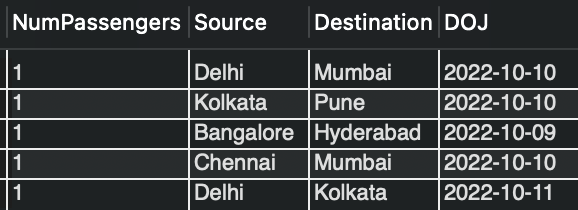 NumPassengers Source Destination DOJ
1 Delhi Mumbai 2022-10-10
1 Kolkata Pune 2022-10-10
1 Bangalore Hyderabad 2022-10-09
1 Chennai Mumbai 2022-10-10
1 Delhi Kolkata 2022-10-11